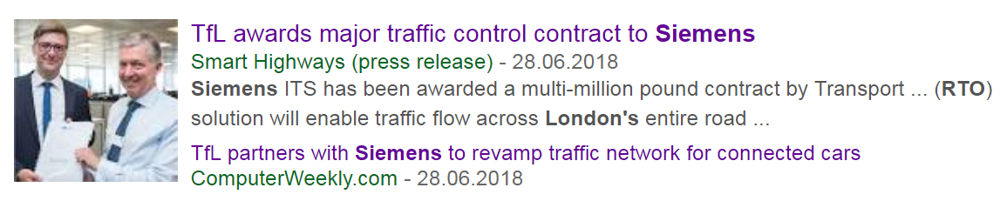 TfL awards major traffic control contract to Siemens
Smart Highways (press release) - 28.06.2018
Siemens ITS has been awarded a multi-million pound contract by Transport ... (RTO)
solution will enable traffic flow across London's entire road ...
TfL partners with Siemens to revamp traffic network for connected cars
ComputerWeekly.com - 28.06.2018